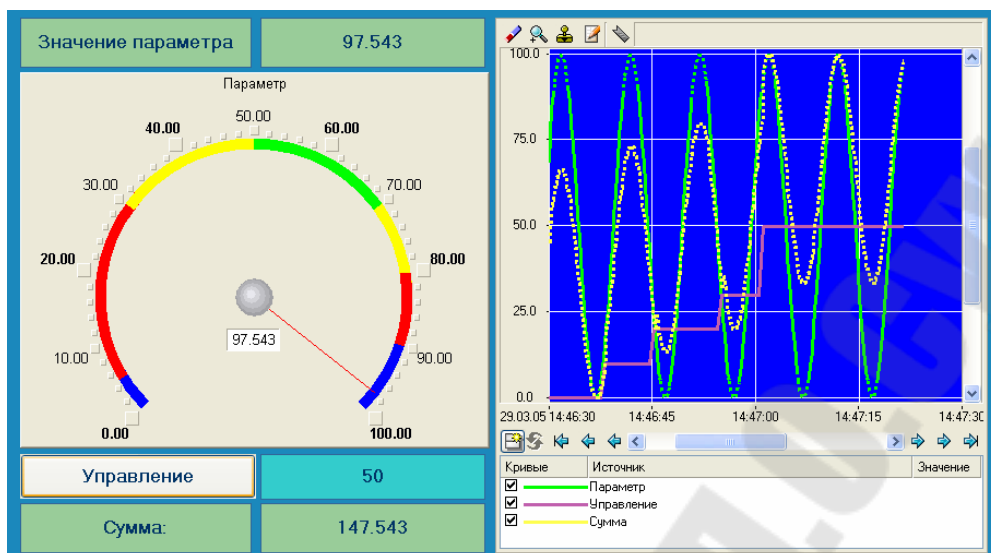 Значение параметра 97.543
Параметр
50.00
40.00 60.00
30.00 70.00
20.00 80.00
97.543
10.00 90.00
0.00 100.00
Управление 50
Сумма: 147.543
100.0
75.0
50.0
25.0
0.0
29.03.05 14:46:30 14:46:45 14:47:00 14:47:15 14:47:3
Кривые Источник Значение
Параметр
Управление
Сумма